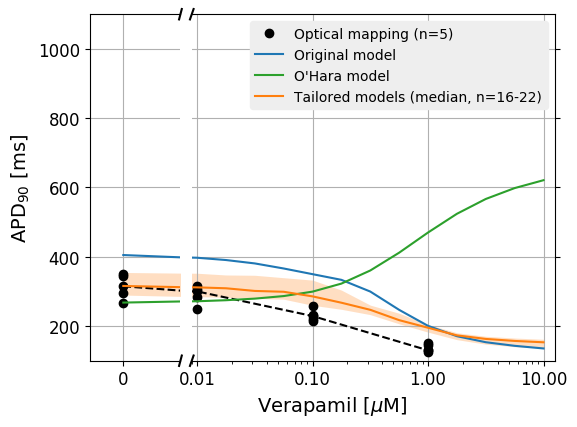 Optical mapping (n=5)
Original model
O'Hara model
Tailored models (median, n=16-22)
APD90 [ms]
1000
800
600
400
200
0
0.01
0.10
1.00
10.00
Verapamil [μM]